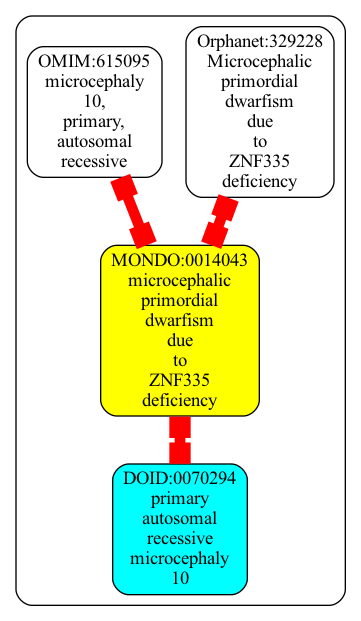 OMIM:615095
microcephaly
10,
primary,
autosomal
recessive
Orphanet:329228
Microcephalic
primordial
dwarfism
due
to
ZNF335
deficiency
MONDO:0014043
microcephalic
primordial
dwarfism
due
to
ZNF335
deficiency
DOID:0070294
primary
autosomal
recessive
microcephaly
10